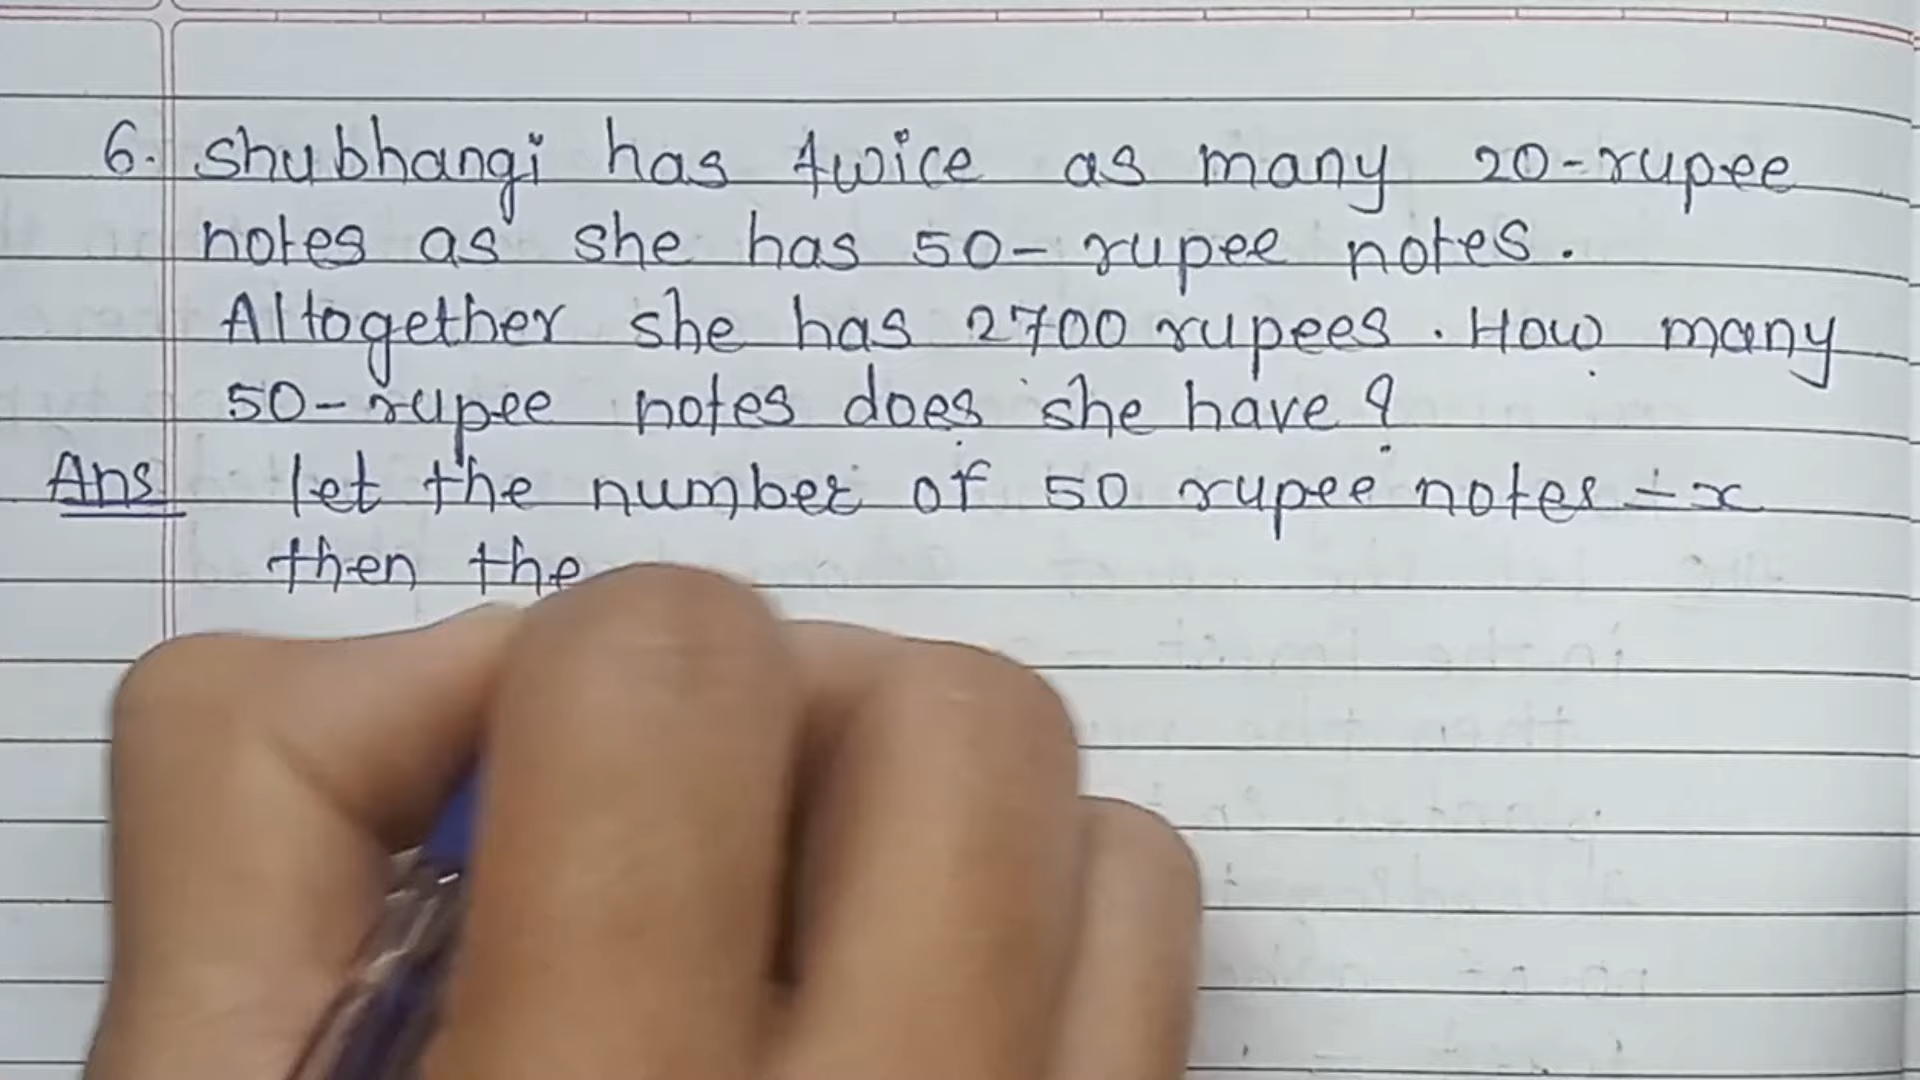 6. Shubhangi has twice as many 20-rupee
notes as she has 50-rupee notes.
Altogether she has 2700 rupees. How many
50-rupee notes does she have?
Ans let the number of 50 rupee notes = x
then the